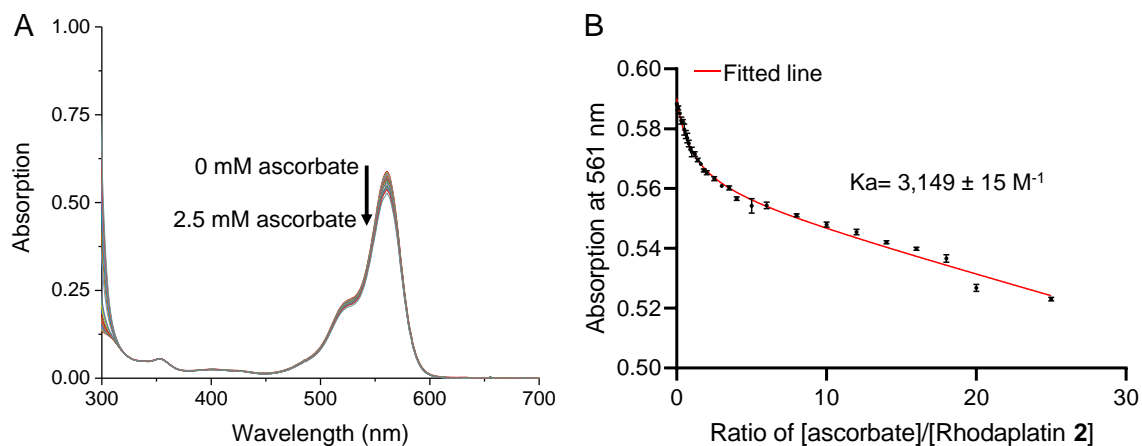 A
1.00
0.75
0.50
0.25
0.00
Absorption
0 mM ascorbate
2.5 mM ascorbate
300
400
500
600
700
Wavelength (nm)
B
0.60
0.58
0.56
0.54
0.52
0.50
Absorption at 561 nm
Fitted line
Ka= 3,149 ± 15 M⁻¹
0
10
20
30
Ratio of [ascorbate]/[Rhodaplatin 2]